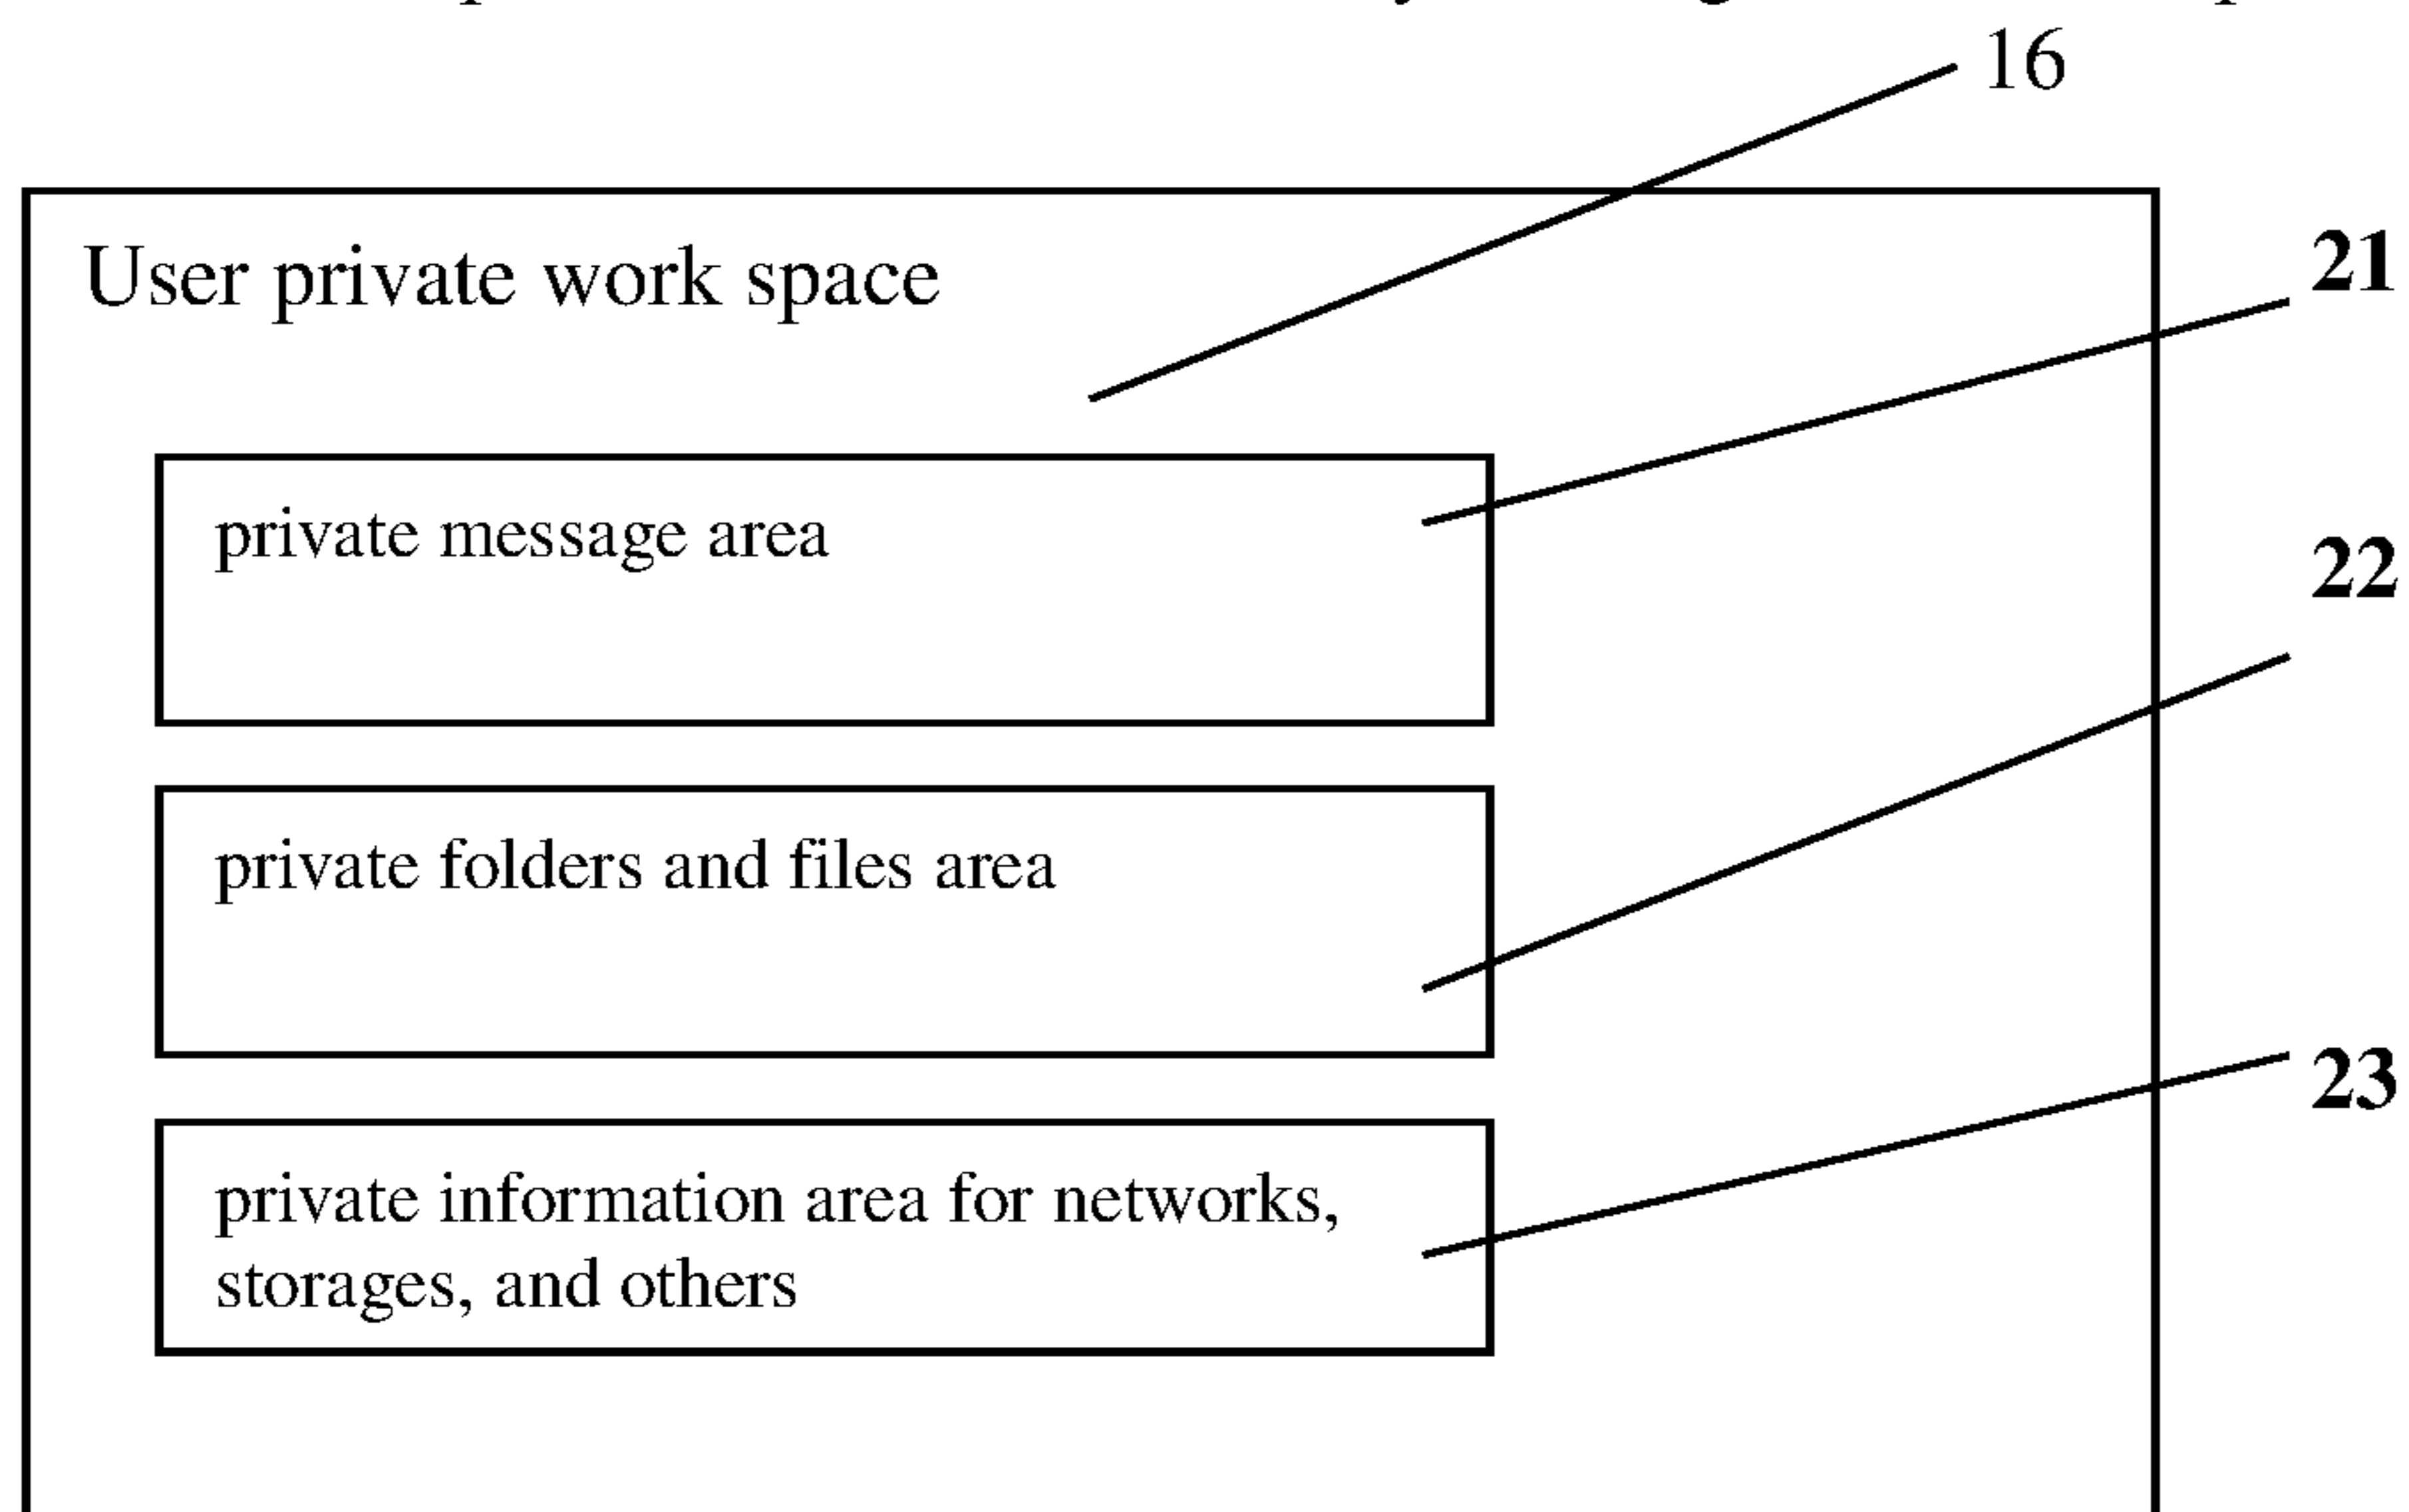 16
User private work space
21
private message area
22
private folders and files area
23
private information area for networks,
storages, and others